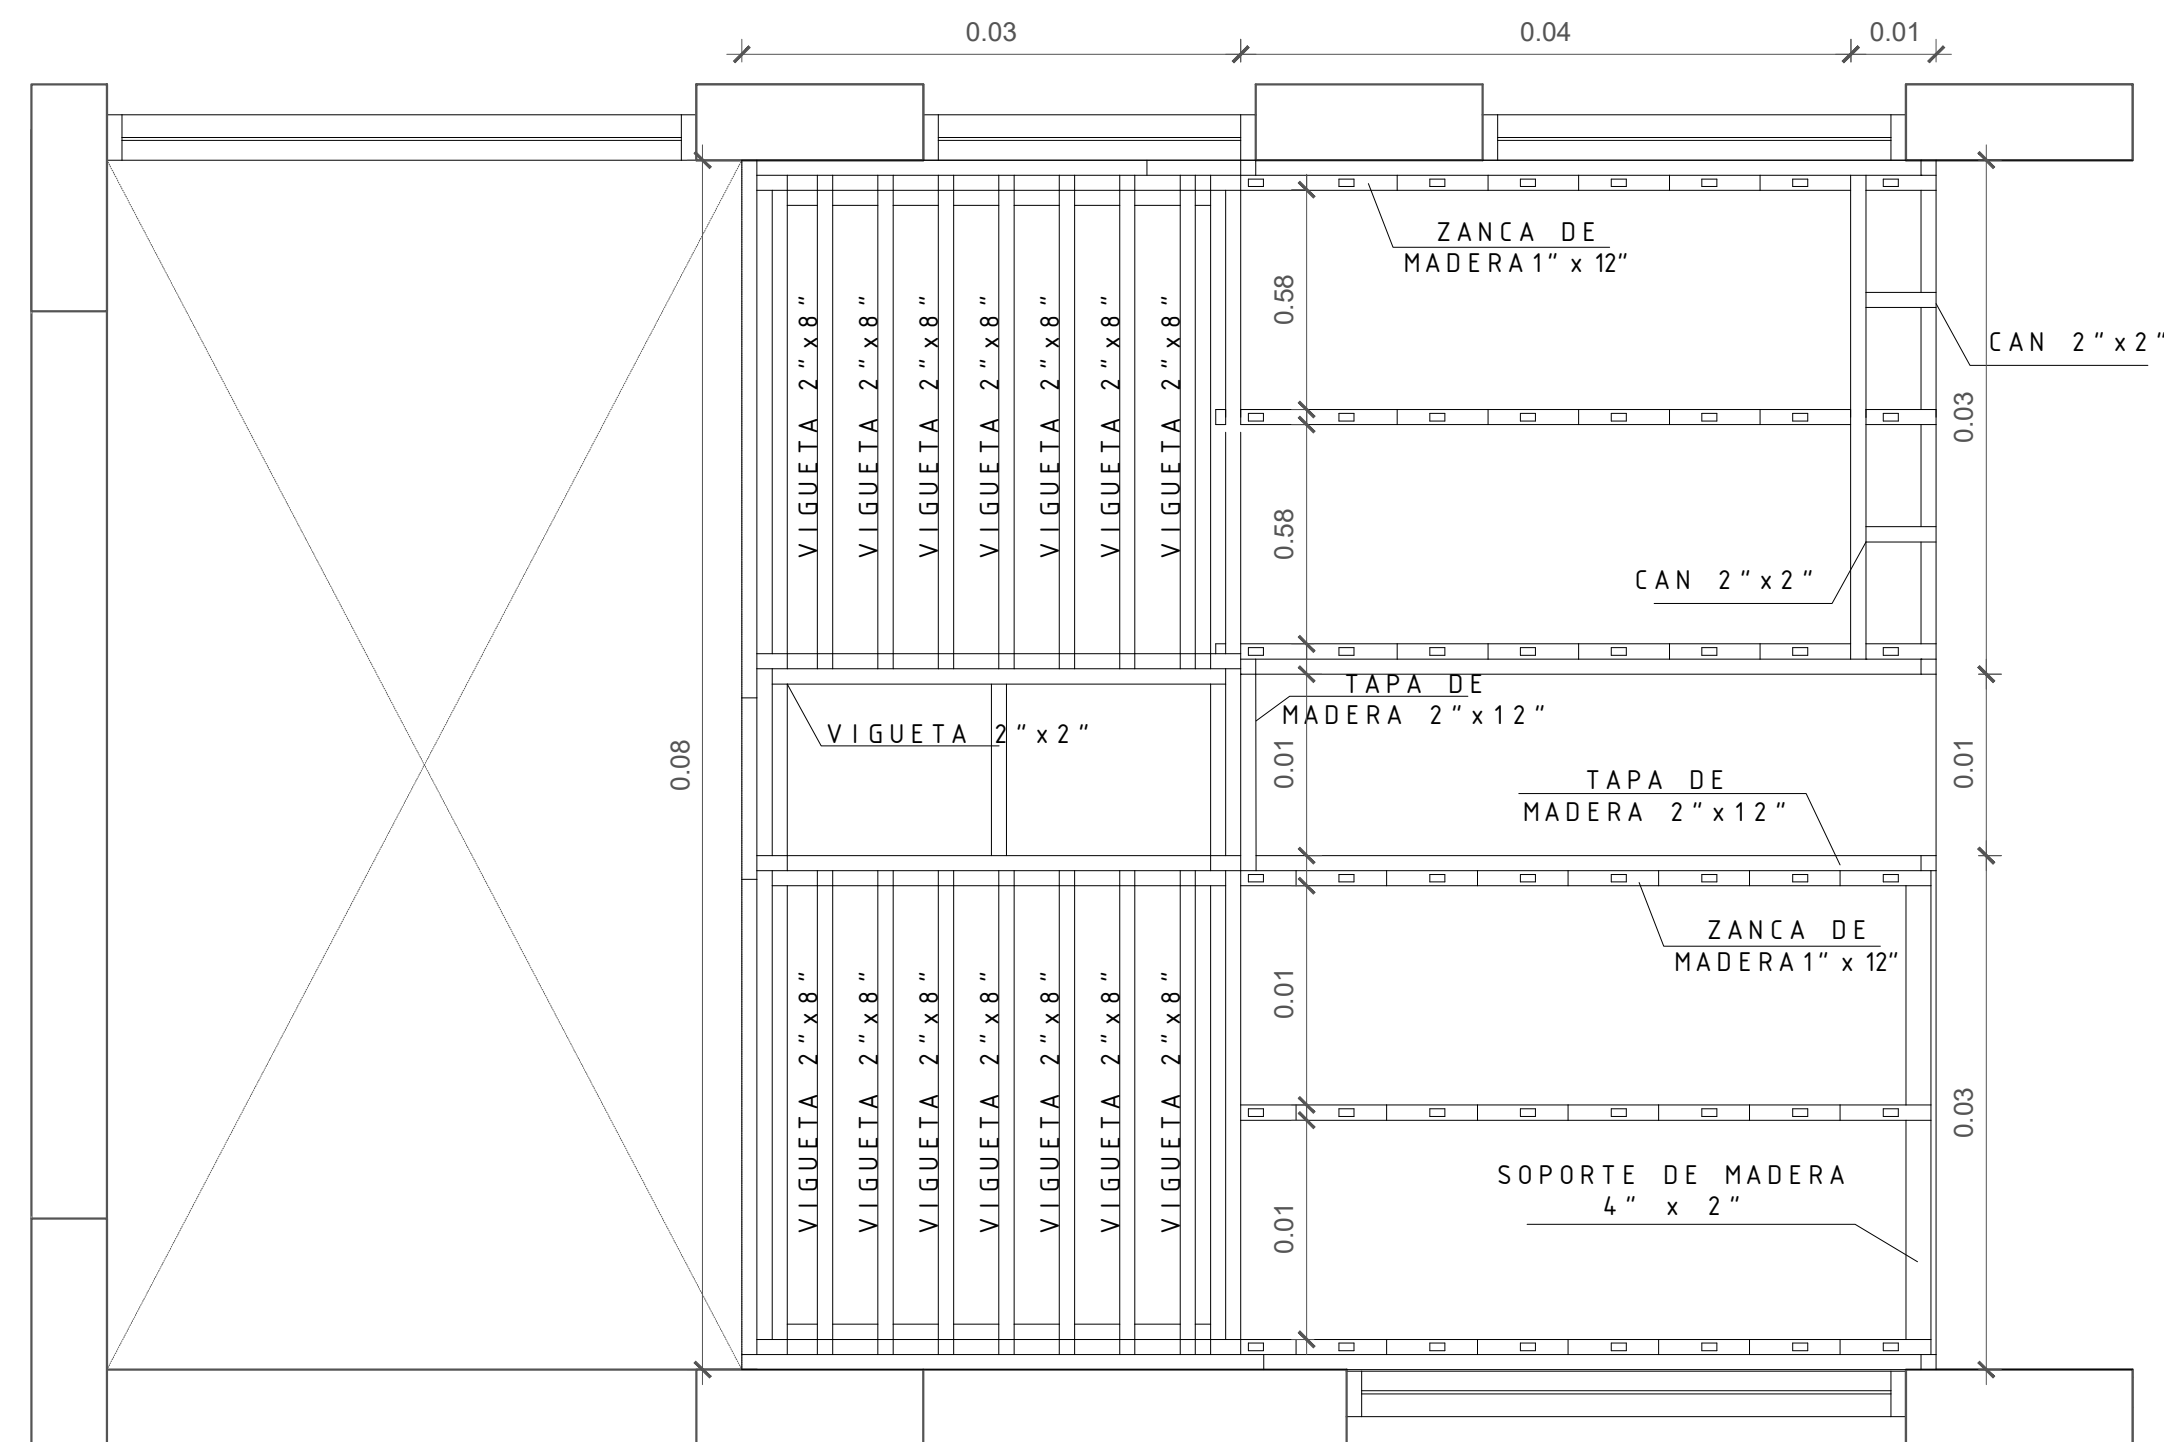 0.03
0.04
0.01
ZANCA DE
MADERA 1" x 12"
0.58
VIGUETA 2"x8"
VIGUETA 2"x8"
VIGUETA 2"x8"
VIGUETA 2"x8"
VIGUETA 2"x8"
VIGUETA 2"x8"
VIGUETA 2"x8"
CAN 2"x2"
0.03
0.58
CAN 2"x2"
TAPA DE
MADERA 2"x12"
VIGUETA 2"x2"
0.08
0.01
0.01
TAPA DE
MADERA 2"x12"
ZANCA DE
MADERA 1" x 12"
0.01
VIGUETA 2"x8"
VIGUETA 2"x8"
VIGUETA 2"x8"
VIGUETA 2"x8"
VIGUETA 2"x8"
VIGUETA 2"x8"
VIGUETA 2"x8"
0.03
SOPORTE DE MADERA
4" x 2"
0.01